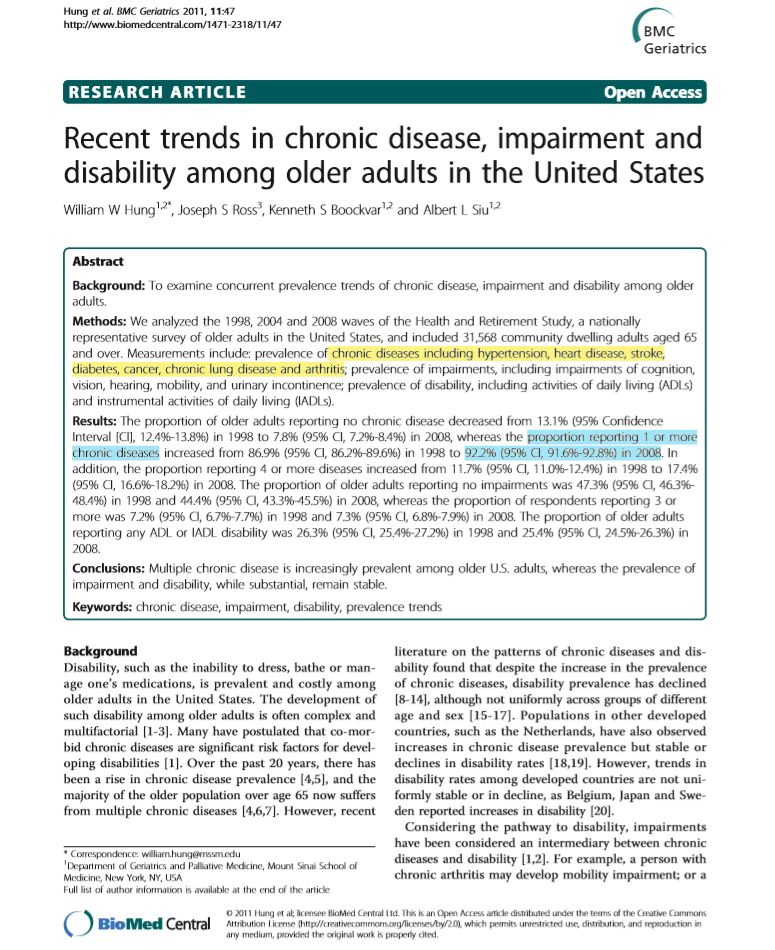 Hung et al. BMC Geriatrics 2011, 11:47
http://www.biomedcentral.com/1471-2318/11/47
BMC
Geriatrics
RESEARCH ARTICLE
Open Access
Recent trends in chronic disease, impairment and
disability among older adults in the United States
William W Hung1,2*, Joseph S Ross3, Kenneth S Boockvar1,2 and Albert L Siu1,2
Abstract
Background: To examine concurrent prevalence trends of chronic disease, impairment and disability among older
adults.
Methods: We analyzed the 1998, 2004 and 2008 waves of the Health and Retirement Study, a nationally
representative survey of older adults in the United States, and included 31,568 community dwelling adults aged 65
and over. Measurements include: prevalence of chronic diseases including hypertension, heart disease, stroke,
diabetes, cancer, chronic lung disease and arthritis; prevalence of impairments, including impairments of cognition,
vision, hearing, mobility, and urinary incontinence; prevalence of disability, including activities of daily living (ADLs)
and instrumental activities of daily living (IADLs).
Results: The proportion of older adults reporting no chronic disease decreased from 13.1% (95% Confidence
Interval [CI], 12.4%-13.8%) in 1998 to 7.8% (95% CI, 7.2%-8.4%) in 2008, whereas the proportion reporting 1 or more
chronic diseases increased from 86.9% (95% CI, 86.2%-89.6%) in 1998 to 92.2% (95% CI, 91.6%-92.8%) in 2008. In
addition, the proportion reporting 4 or more diseases increased from 11.7% (95% CI, 11.0%-12.4%) in 1998 to 17.4%
(95% CI, 16.6%-18.2%) in 2008. The proportion of older adults reporting no impairments was 47.3% (95% CI, 46.3%-
48.4%) in 1998 and 44.4% (95% CI, 43.3%-45.5%) in 2008, whereas the proportion of respondents reporting 3 or
more was 7.2% (95% CI, 6.7%-7.7%) in 1998 and 7.3% (95% CI, 6.8%-7.9%) in 2008. The proportion of older adults
reporting any ADL or IADL disability was 26.3% (95% CI, 25.4%-27.2%) in 1998 and 25.4% (95% CI, 24.5%-26.3%) in
2008.
Conclusions: Multiple chronic disease is increasingly prevalent among older U.S. adults, whereas the prevalence of
impairment and disability, while substantial, remain stable.
Keywords: chronic disease, impairment, disability, prevalence trends
Background
Disability, such as the inability to dress, bathe or man-
age one's medications, is prevalent and costly among
older adults in the United States. The development of
such disability among older adults is often complex and
multifactorial [1-3]. Many have postulated that co-mor-
bid chronic diseases are significant risk factors for devel-
oping disabilities [1]. Over the past 20 years, there has
been a rise in chronic disease prevalence [4,5], and the
majority of the older population over age 65 now suffers
from multiple chronic diseases [4,6,7]. However, recent
literature on the patterns of chronic diseases and dis-
ability found that despite the increase in the prevalence
of chronic diseases, disability prevalence has declined
[8-14], although not uniformly across groups of different
age and sex [15-17]. Populations in other developed
countries, such as the Netherlands, have also observed
increases in chronic disease prevalence but stable or
declines in disability rates [18,19]. However, trends in
disability rates among developed countries are not uni-
formly stable or in decline, as Belgium, Japan and Swe-
den reported increases in disability [20].
Considering the pathway to disability, impairments
have been considered an intermediary between chronic
diseases and disability [1,2]. For example, a person with
chronic arthritis may develop mobility impairment; or a
* Correspondence: william.hung@mssm.edu
1Department of Geriatrics and Palliative Medicine, Mount Sinai School of
Medicine, New York, NY, USA
Full list of author information is available at the end of the article
BioMed Central
© 2011 Hung et al; licensee BioMed Central Ltd. This is an Open Access article distributed under the terms of the Creative Commons
Attribution License (http://creativecommons.org/licenses/by/2.0), which permits unrestricted use, distribution, and reproduction in
any medium, provided the original work is properly cited.